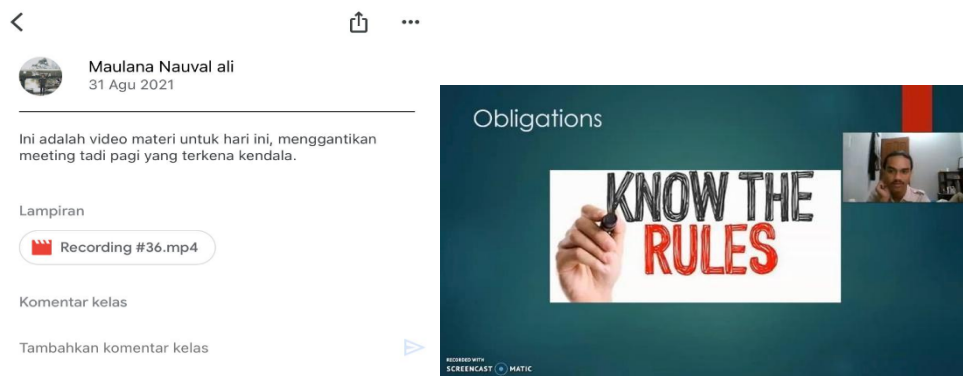 Maulana Nauval ali
31 Agu 2021
Ini adalah video materi untuk hari ini, menggantikan
meeting tadi pagi yang terkena kendala.
Lampiran
Recording #36.mp4
Komentar kelas
Tambahkan komentar kelas
Obligations
KNOW THE
RULES
RECORDED WITH
SCREENCAST MATIC